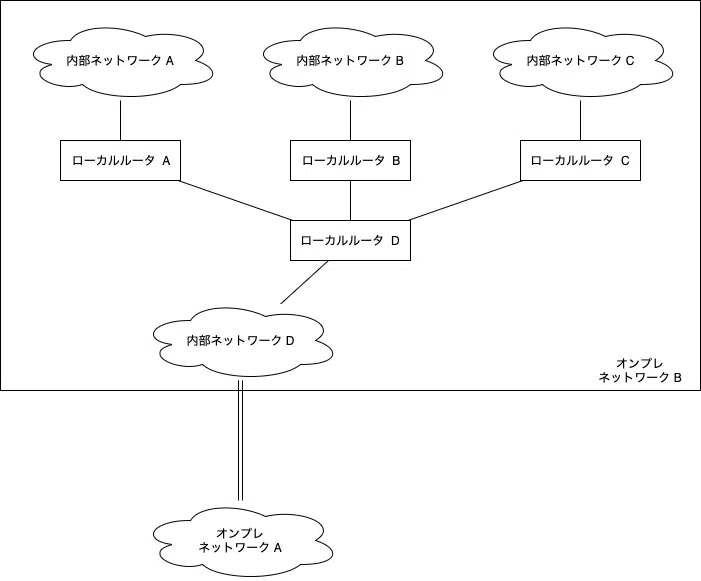 内部ネットワーク A
内部ネットワーク B
内部ネットワーク C
ローカルルータ A
ローカルルータ B
ローカルルータ C
ローカルルータ D
内部ネットワーク D
オンプレ
ネットワーク B
オンプレ
ネットワーク A